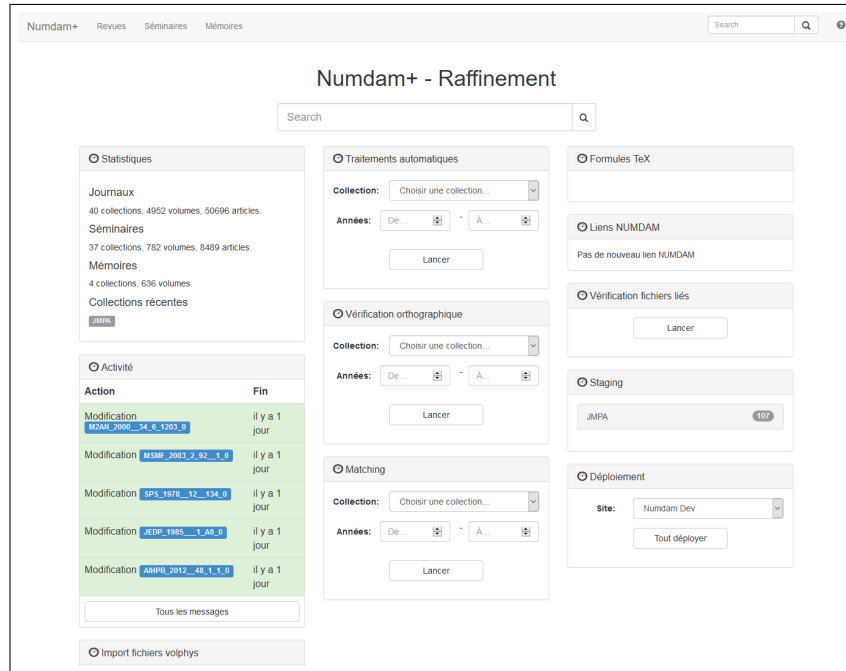 Numdam+ Revues Séminaires Mémoires Search
Numdam+ - Raffinement
Search
Statistiques
Journaux
40 collections, 4952 volumes, 50696 articles.
Séminaires
37 collections, 782 volumes, 8489 articles.
Mémoires
4 collections, 636 volumes.
Collections récentes
JMPA
Activité
Action Fin
Modification M2AN_2000__34_6_1203_0 il y a 1 jour
Modification MSMF_2003_2_92__1_0 il y a 1 jour
Modification SPS_1978__12__134_0 il y a 1 jour
Modification JEDP_1985___1_A8_0 il y a 1 jour
Modification AIHPB_2012__48_1_1_0 il y a 1 jour
Tous les messages
Import fichiers volphys
Traitements automatiques
Collection: Choisir une collection...
Années: De... - À...
Lancer
Vérification orthographique
Collection: Choisir une collection...
Années: De... - À...
Lancer
Matching
Collection: Choisir une collection...
Années: De... - À...
Lancer
Formules TeX
Liens NUMDAM
Pas de nouveau lien NUMDAM
Vérification fichiers liés
Lancer
Staging
JMPA 107
Déploiement
Site: Numdam Dev
Tout déployer